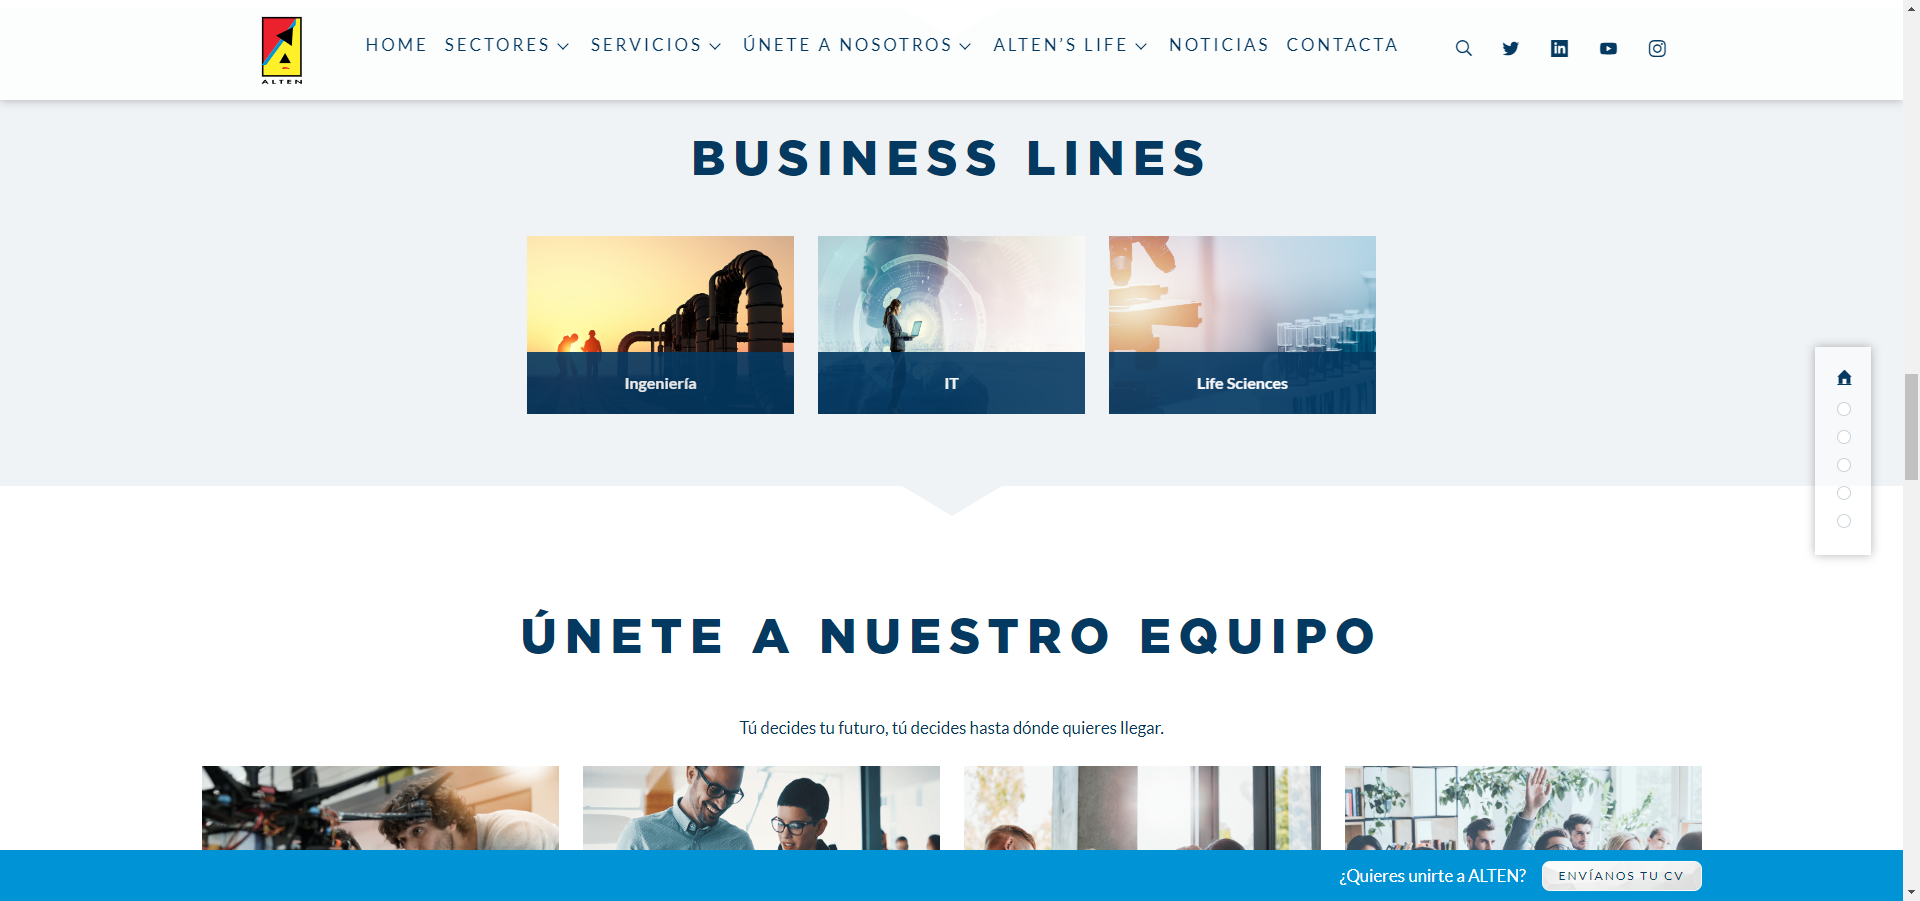 ALTEN
HOME SECTORES SERVICIOS ÚNETE A NOSOTROS ALTEN'S LIFE NOTICIAS CONTACTA
BUSINESS LINES
Ingeniería
IT
Life Sciences
ÚNETE A NUESTRO EQUIPO
Tú decides tu futuro, tú decides hasta dónde quieres llegar.
¿Quieres unirte a ALTEN? ENVÍANOS TU CV